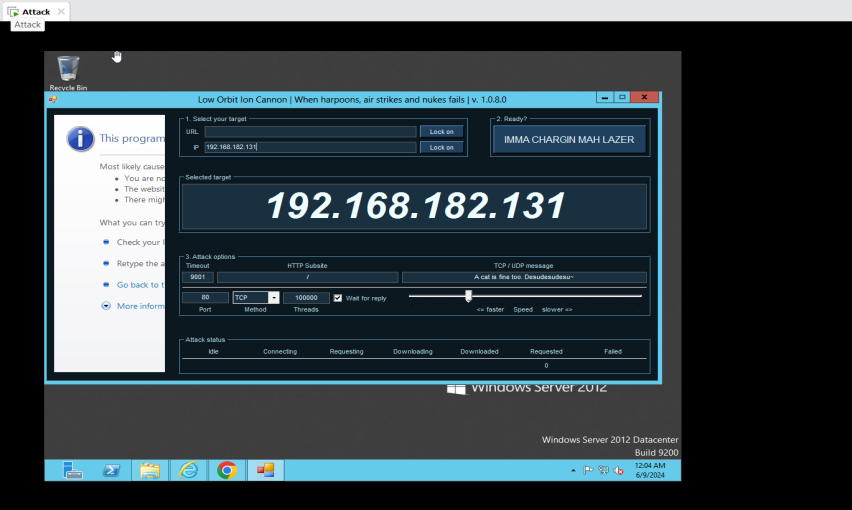 Attack
Attack
Recycle Bin
Low Orbit Ion Cannon | When harpoons, air strikes and nukes fails | v. 1.0.8.0
This program
Most likely cause
You are no
The websit
There migh
What you can try
Check your
Retype the a
Go back to t
More inform
1. Select your target
URL
Lock on
IP
192.168.182.131
Lock on
2. Ready?
IMMA CHARGIN MAH LAZER
Selected target
192.168.182.131
3. Attack options
Timeout
HTTP Subsite
TCP / UDP message
9001
/
A cat is fine too. Desudesudesu~
80
TCP
100000
Wait for reply
Port
Method
Threads
<= faster Speed slower =>
Attack status
Idle
Connecting
Requesting
Downloading
Downloaded
Requested
Failed
0
Windows Server 2012
Windows Server 2012 Datacenter
Build 9200
12:04 AM
6/9/2024